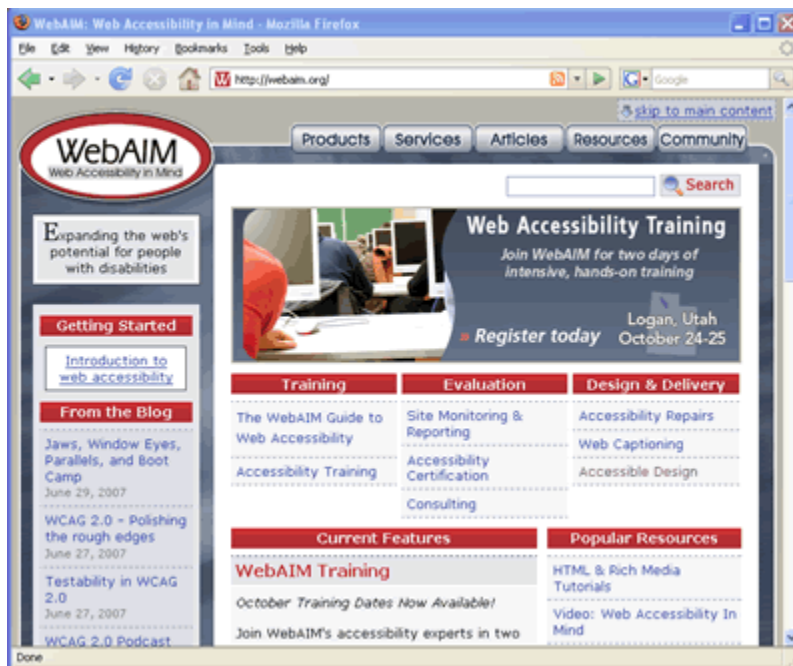 WebAIM: Web Accessibility in Mind - Mozilla Firefox
File Edit View History Bookmarks Tools Help
http://webaim.org/
Google
skip to main content
WebAIM
Web Accessibility in Mind
Products Services Articles Resources Community
Search
Expanding the web's
potential for people
with disabilities
Web Accessibility Training
Join WebAIM for two days of
intensive, hands-on training
» Register today
Logan, Utah
October 24-25
Getting Started
Introduction to
web accessibility
From the Blog
Jaws, Window Eyes,
Parallels, and Boot
Camp
June 29, 2007
WCAG 2.0 - Polishing
the rough edges
June 27, 2007
Testability in WCAG
2.0
June 27, 2007
WCAG 2.0 Podcast
Training
The WebAIM Guide to
Web Accessibility
Accessibility Training
Evaluation
Site Monitoring &
Reporting
Accessibility
Certification
Consulting
Design & Delivery
Accessibility Repairs
Web Captioning
Accessible Design
Current Features
WebAIM Training
October Training Dates Now Available!
Join WebAIM's accessibility experts in two
Popular Resources
HTML & Rich Media
Tutorials
Video: Web Accessibility In
Mind
Done